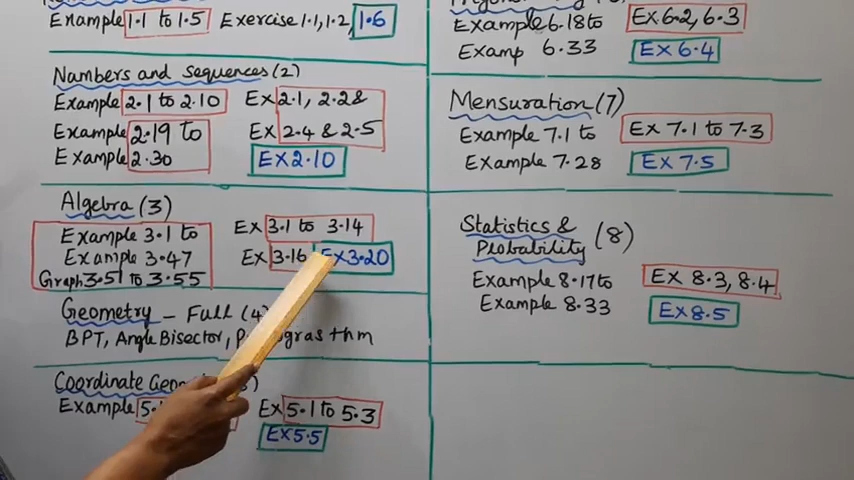 Example 1.1 to 1.5 Exercise 1.1, 1.2, 1.6
Numbers and sequences (2)
Example 2.1 to 2.10 Ex 2.1, 2.2 &
Example 2.19 to Ex 2.4 & 2.5
Example 2.30 EX 2.10
Algebra (3)
Example 3.1 to Ex 3.1 to 3.14
Example 3.47 Ex 3.16 EX3.20
Graph 3.51 to 3.55
Geometry - Full (4)
BPT, Angle Bisector, thm
Coordinate
Example Ex 5.1 to 5.3
EX5.5
Example 6.18 to Ex 6.2, 6.3
Examp 6.33 Ex 6.4
Mensuration (7)
Example 7.1 to Ex 7.1 to 7.3
Example 7.28 Ex 7.5
Statistics &
Probability (8)
Example 8.17 to Ex 8.3, 8.4
Example 8.33 Ex 8.5